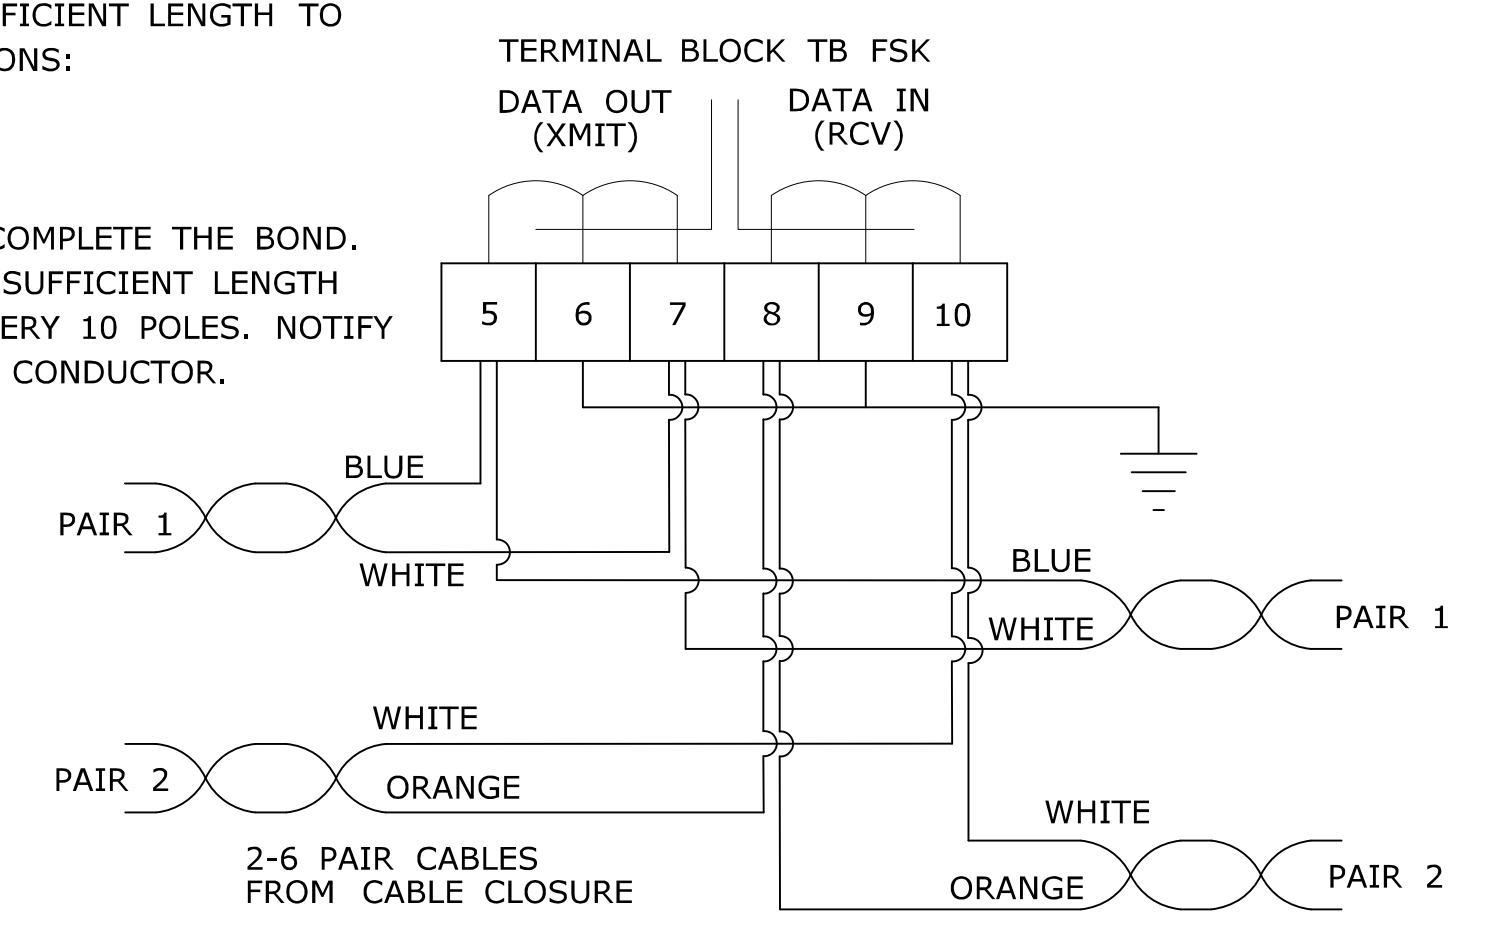 FICIENT LENGTH TO
ONS:
COMPLETE THE BOND.
SUFFICIENT LENGTH
ERY 10 POLES. NOTIFY
CONDUCTOR.
TERMINAL BLOCK TB FSK
DATA OUT
(XMIT)
DATA IN
(RCV)
5 6 7 8 9 10
BLUE
PAIR 1
WHITE
BLUE
WHITE
PAIR 1
WHITE
PAIR 2
ORANGE
WHITE
ORANGE
PAIR 2
2-6 PAIR CABLES
FROM CABLE CLOSURE